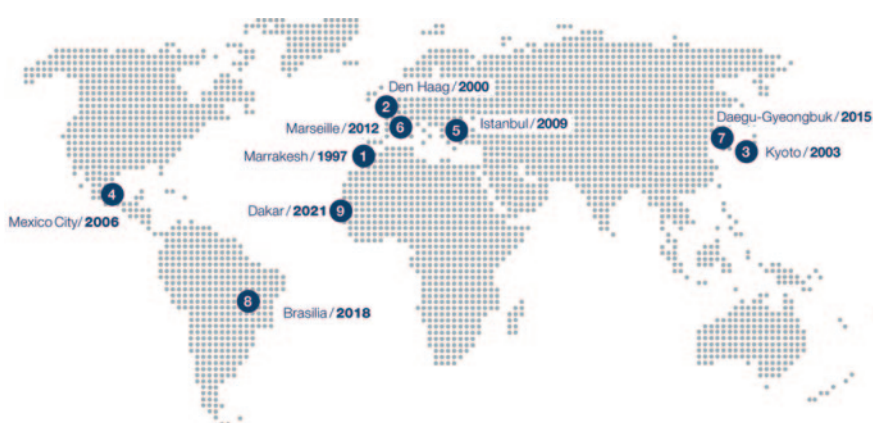 Den Haag / 2000
2
Daegu-Gyeongbuk / 2015
Marseille / 2012
6
5
Istanbul / 2009
7
Marrakesh / 1997
1
3
Kyoto / 2003
4
Mexico City / 2006
Dakar / 2021
9
8
Brasilia / 2018